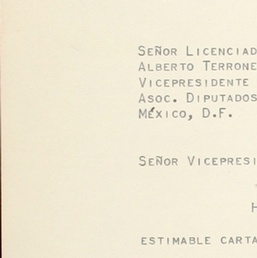 SEÑOR LICENCIAD
ALBERTO TERRONE
VICEPRESIDENTE
ASOC. DIPUTADOS
MÉXICO, D.F.
SEÑOR VICEPRESI
H
ESTIMABLE CARTA